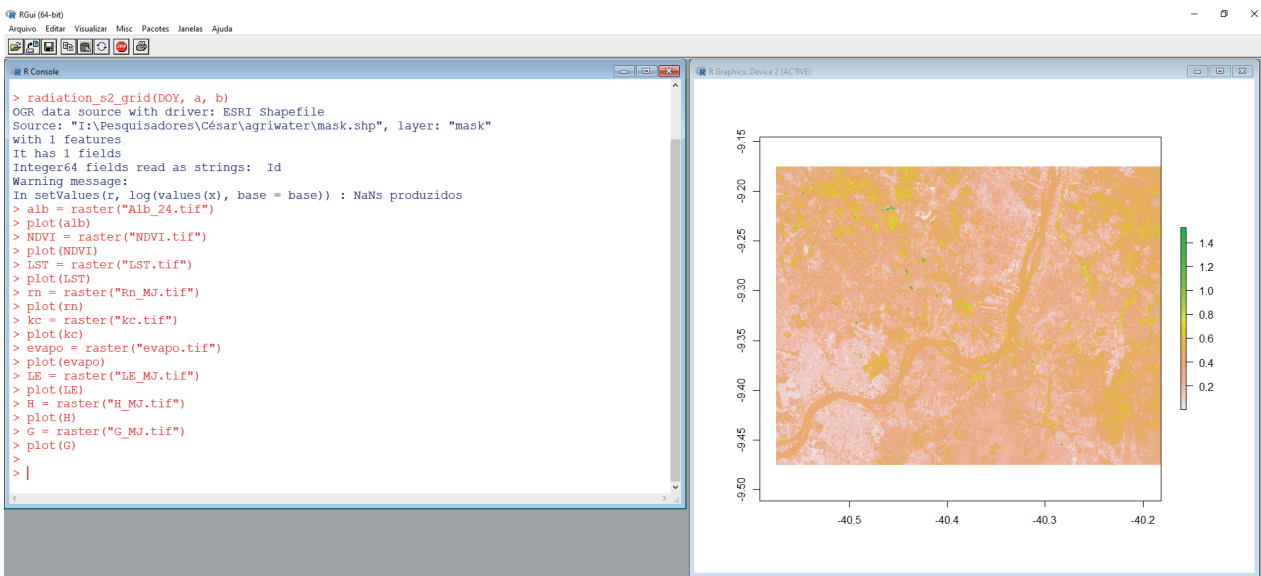 RGui (64-bit)
Arquivo Editar Visualizar Misc Pacotes Janelas Ajuda
STOP
R Console
> radiation_s2_grid(DOY, a, b)
OGR data source with driver: ESRI Shapefile
Source: "I:\Pesquisadores\César\agriwater\mask.shp", layer: "mask"
with 1 features
It has 1 fields
Integer64 fields read as strings:  Id
Warning message:
In setValues(r, log(values(x), base = base)) : NaNs produzidos
> alb = raster("Alb_24.tif")
> plot(alb)
> NDVI = raster("NDVI.tif")
> plot(NDVI)
> LST = raster("LST.tif")
> plot(LST)
> rn = raster("Rn_MJ.tif")
> plot(rn)
> kc = raster("kc.tif")
> plot(kc)
> evapo = raster("evapo.tif")
> plot(evapo)
> LE = raster("LE_MJ.tif")
> plot(LE)
> H = raster("H_MJ.tif")
> plot(H)
> G = raster("G_MJ.tif")
> plot(G)
>
>
R Graphics: Device 2 (ACTIVE)
-9.15
-9.20
-9.25
-9.30
-9.35
-9.40
-9.45
-9.50
-40.5
-40.4
-40.3
-40.2
1.4
1.2
1.0
0.8
0.6
0.4
0.2